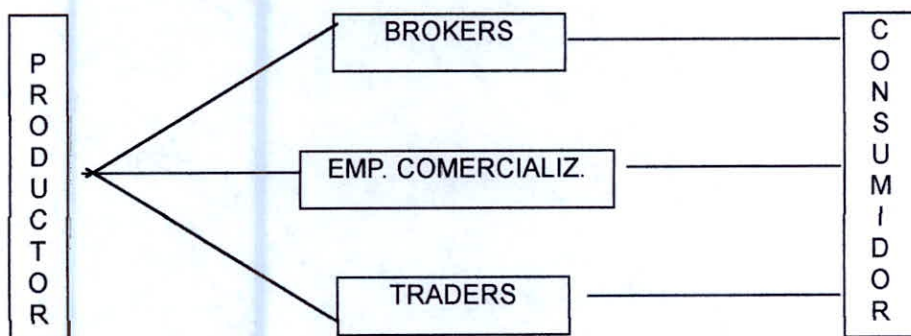 PRODUCTOR
BROKERS
EMP. COMERCIALIZ.
TRADERS
CONSUMIDOR